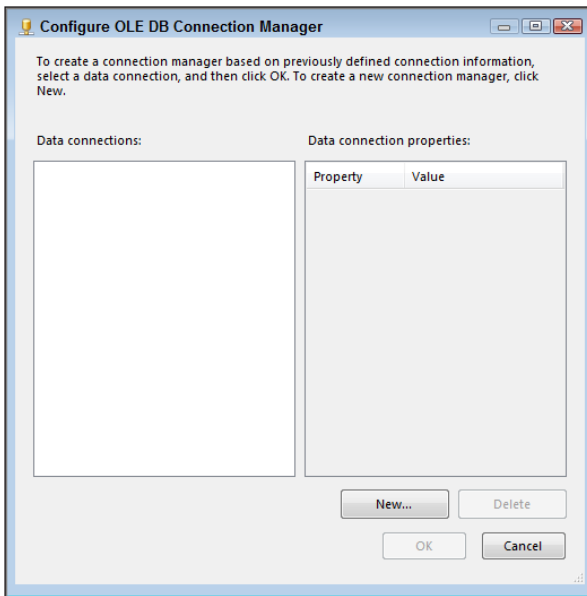 Configure OLE DB Connection Manager
To create a connection manager based on previously defined connection information,
select a data connection, and then click OK. To create a new connection manager, click
New.
Data connections:
Data connection properties:
Property
Value
New...
Delete
OK
Cancel